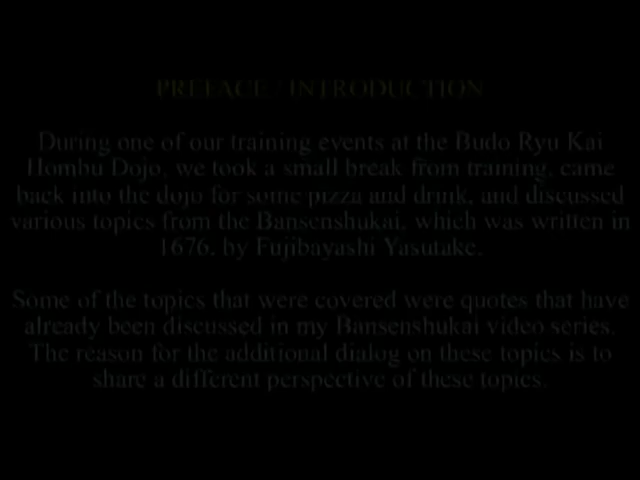 PREFACE / INTRODUCTION
During one of our training events at the Budo Ryu Kai
Hombu Dojo, we took a small break from training, came
back into the dojo for some pizza and drink, and discussed
various topics from the Bansenshukai, which was written in
1676, by Fujibayashi Yasutake.
Some of the topics that were covered were quotes that have
already been discussed in my Bansenshukai video series.
The reason for the additional dialog on these topics is to
share a different perspective of these topics.